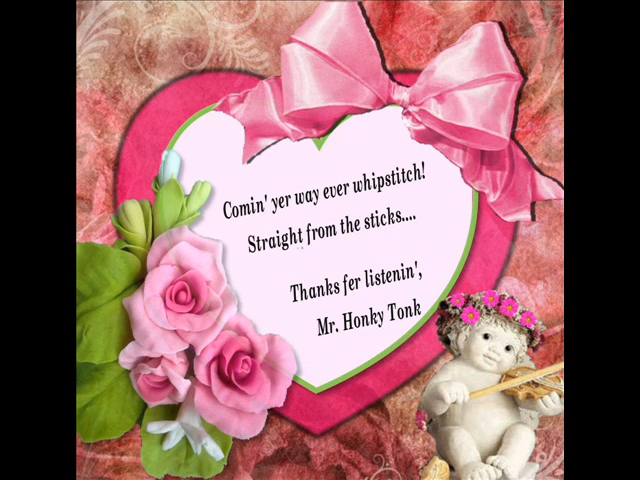 Comin' yer way ever whipstitch!
Straight from the sticks....
Thanks fer listenin',
Mr. Honky Tonk